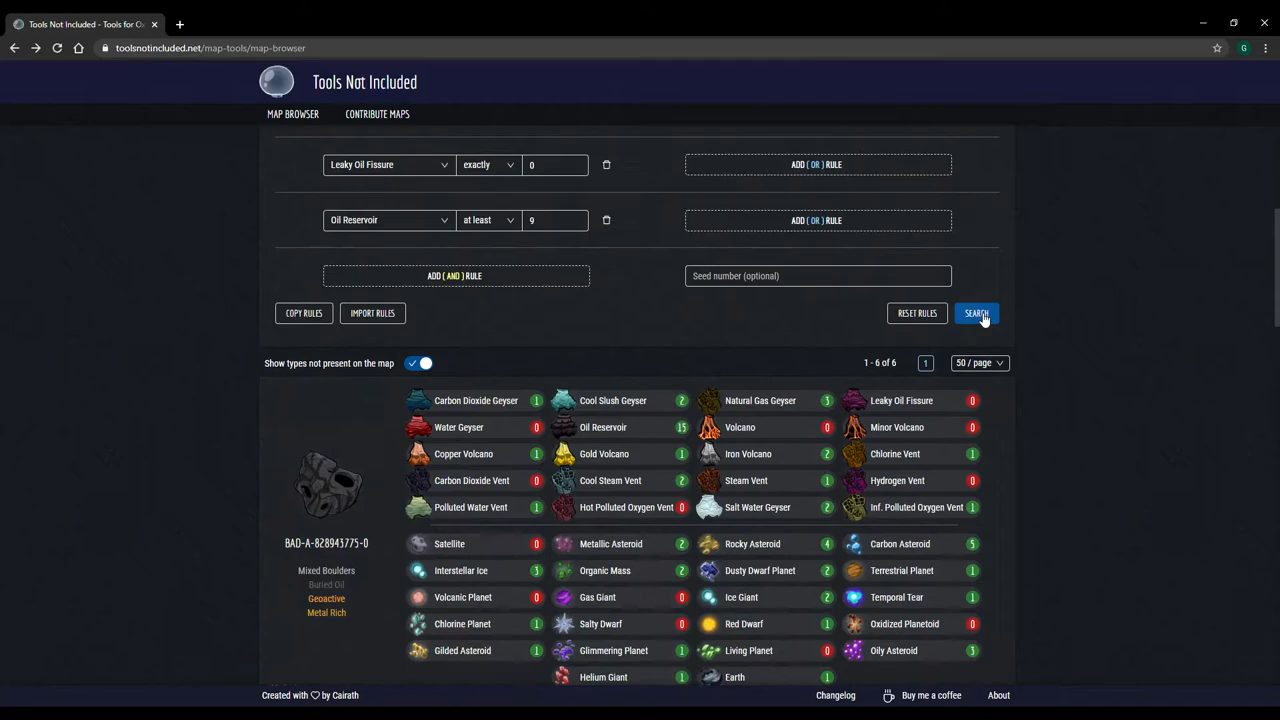 Tools Not Included - Tools for O
toolsnotincluded.net/map-tools/map-browser
G
Tools Not Included
MAP BROWSER CONTRIBUTE MAPS
Leaky Oil Fissure exactly 0 ADD ( OR ) RULE
Oil Reservoir at least 9 ADD ( OR ) RULE
ADD ( AND ) RULE Seed number (optional)
COPY RULES IMPORT RULES RESET RULES SEARCH
Show types not present on the map 1 - 6 of 6 1 50 / page
Carbon Dioxide Geyser 1 Cool Slush Geyser 2 Natural Gas Geyser 3 Leaky Oil Fissure 0
Water Geyser 0 Oil Reservoir 15 Volcano 0 Minor Volcano 0
Copper Volcano 1 Gold Volcano 1 Iron Volcano 2 Chlorine Vent 1
Carbon Dioxide Vent 0 Cool Steam Vent 2 Steam Vent 1 Hydrogen Vent 0
Polluted Water Vent 1 Hot Polluted Oxygen Vent 0 Salt Water Geyser 2 Inf. Polluted Oxygen Vent 1
BAD-A-828943775-0
Mixed Boulders
Buried Oil
Geoactive
Metal Rich
Satellite 0 Metallic Asteroid 2 Rocky Asteroid 4 Carbon Asteroid 5
Interstellar Ice 3 Organic Mass 2 Dusty Dwarf Planet 2 Terrestrial Planet 1
Volcanic Planet 0 Gas Giant 0 Ice Giant 2 Temporal Tear 1
Chlorine Planet 1 Salty Dwarf 0 Red Dwarf 1 Oxidized Planetoid 0
Gilded Asteroid 1 Glimmering Planet 1 Living Planet 0 Oily Asteroid 3
Helium Giant 1 Earth 1
Created with by Cairath Changelog Buy me a coffee About